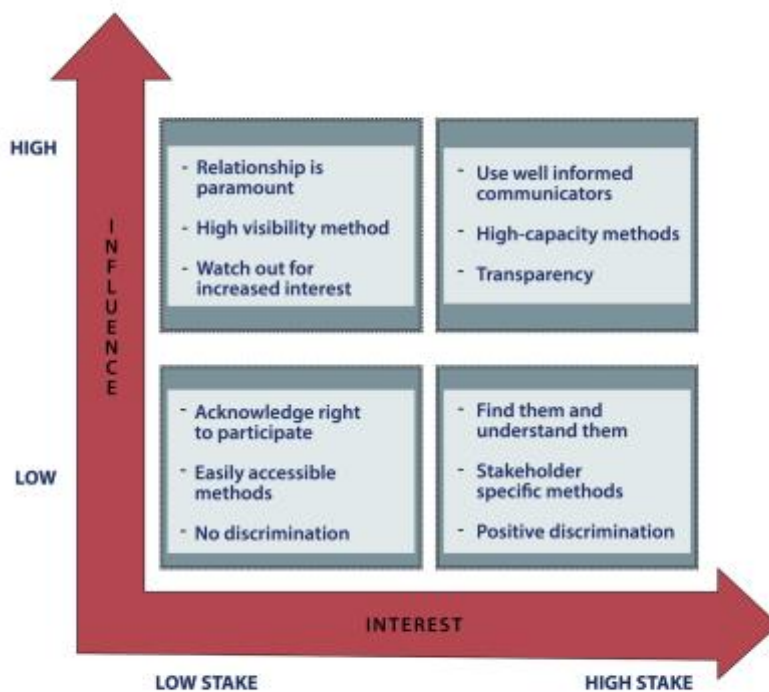 HIGH
- Relationship is
paramount
- High visibility method
- Watch out for
increased interest
- Use well informed
communicators
- High-capacity methods
- Transparency
INFLUENCE
- Acknowledge right
to participate
- Easily accessible
methods
- No discrimination
- Find them and
understand them
- Stakeholder
specific methods
- Positive discrimination
LOW
INTEREST
LOW STAKE
HIGH STAKE